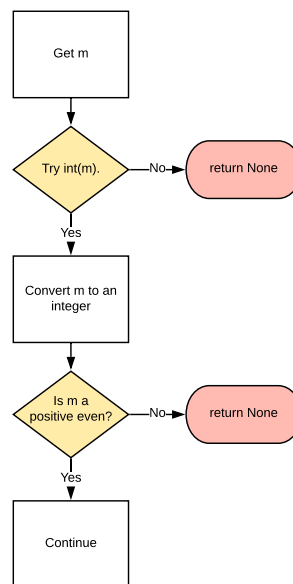 Get m
Try int(m).
No
return None
Yes
Convert m to an
integer
Is m a
positive even?
No
return None
Yes
Continue